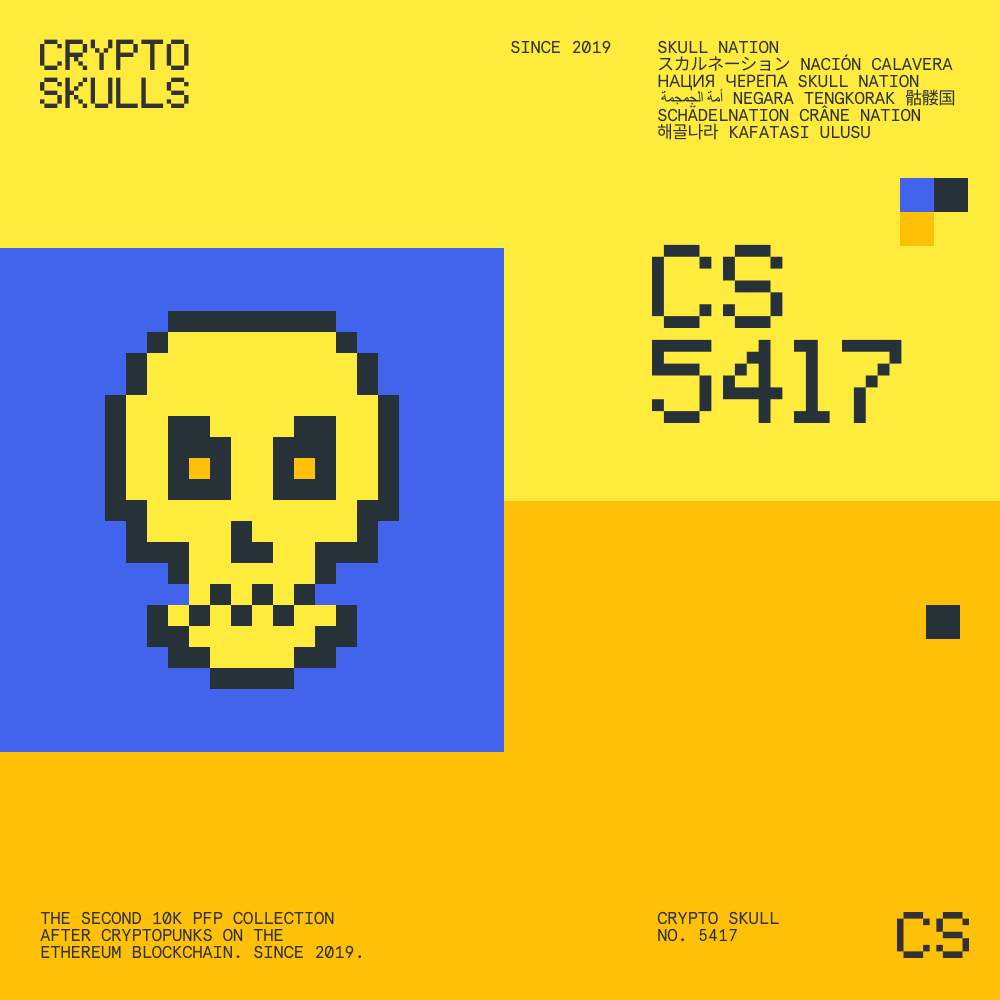 CRYPTO
SKULLS
SINCE 2019
SKULL NATION
スカルネーション NACIÓN CALAVERA
НАЦИЯ ЧЕРЕПА SKULL NATION
أمة الجمجمة NEGARA TENGKORAK 骷髅国
SCHÄDELNATION CRÂNE NATION
해골나라 KAFATASI ULUSU
CS
5417
THE SECOND 10K PFP COLLECTION
AFTER CRYPTOPUNKS ON THE
ETHEREUM BLOCKCHAIN. SINCE 2019.
CRYPTO SKULL
NO. 5417
CS